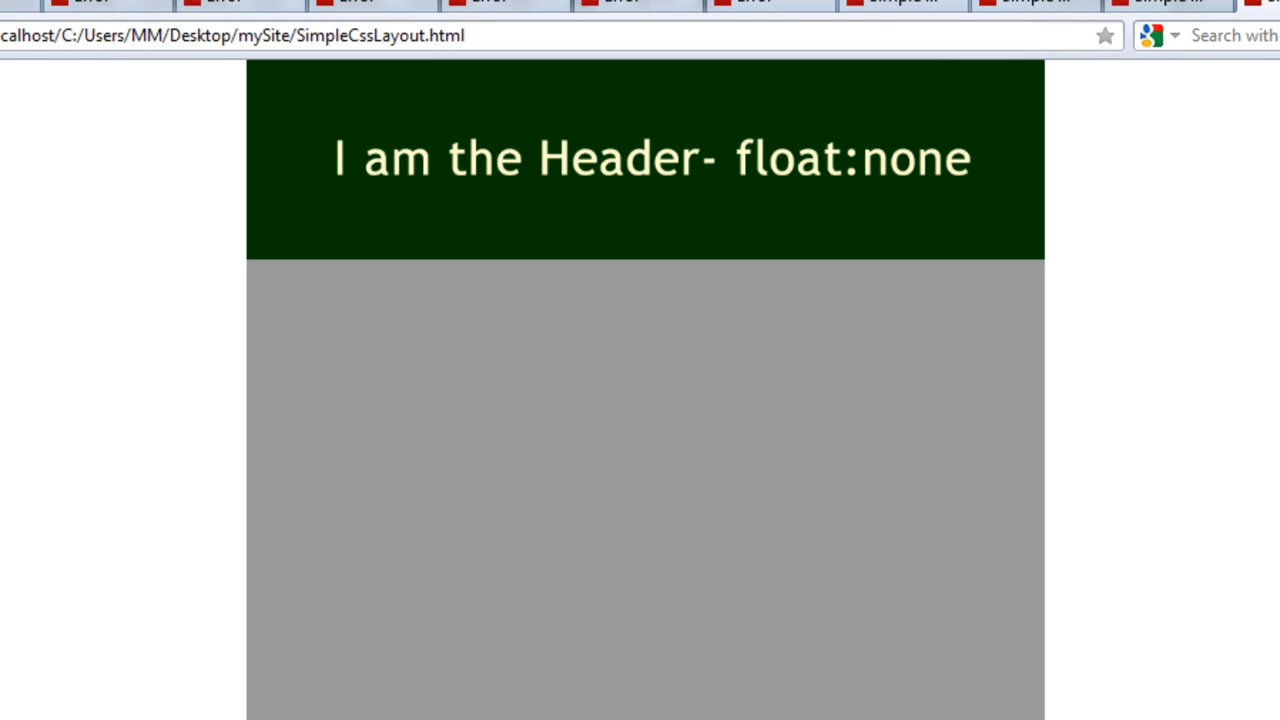 calhost/C:/Users/MM/Desktop/mySite/SimpleCssLayout.html
Search with
I am the Header- float:none